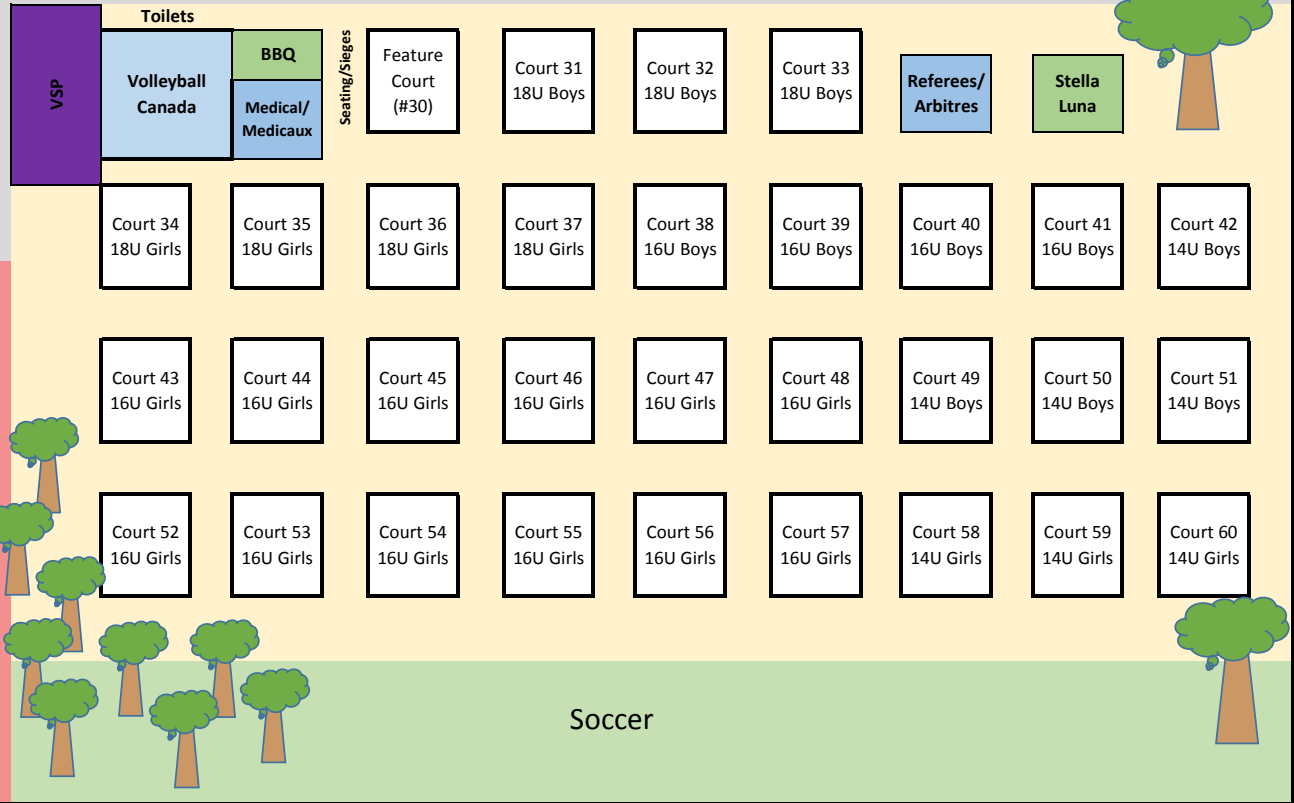 Toilets
VSP
Volleyball
Canada
BBQ
Medical/
Medicaux
Seating/Sieges
Feature
Court
(#30)
Court 31
18U Boys
Court 32
18U Boys
Court 33
18U Boys
Referees/
Arbitres
Stella
Luna
Court 34
18U Girls
Court 35
18U Girls
Court 36
18U Girls
Court 37
18U Girls
Court 38
16U Boys
Court 39
16U Boys
Court 40
16U Boys
Court 41
16U Boys
Court 42
14U Boys
Court 43
16U Girls
Court 44
16U Girls
Court 45
16U Girls
Court 46
16U Girls
Court 47
16U Girls
Court 48
16U Girls
Court 49
14U Boys
Court 50
14U Boys
Court 51
14U Boys
Court 52
16U Girls
Court 53
16U Girls
Court 54
16U Girls
Court 55
16U Girls
Court 56
16U Girls
Court 57
16U Girls
Court 58
14U Girls
Court 59
14U Girls
Court 60
14U Girls
Soccer